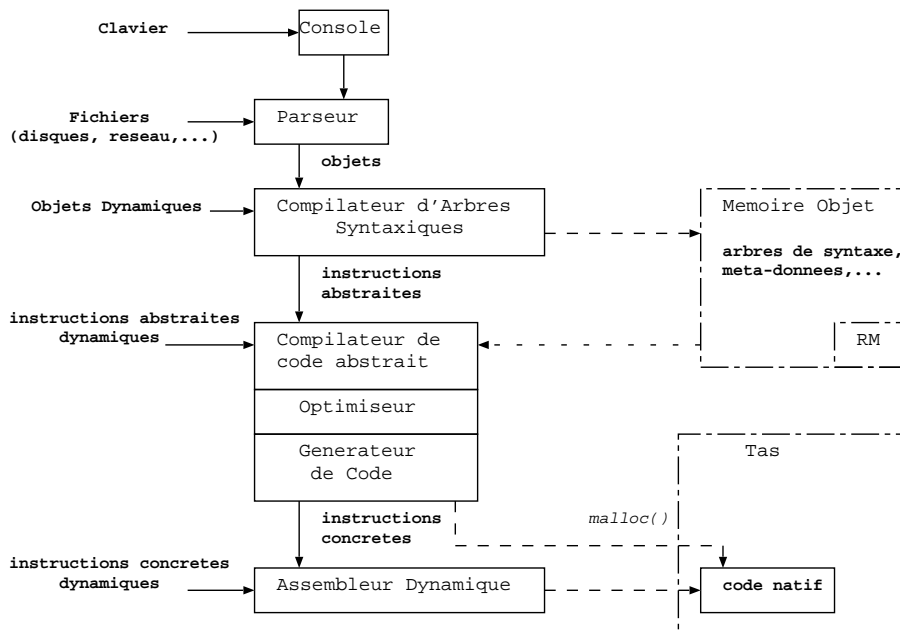 Clavier
Console
Fichiers
(disques, reseau,...)
Parseur
objets
Objets Dynamiques
Compilateur d'Arbres
Syntaxiques
Memoire Objet
arbres de syntaxe,
meta-donnees,...
instructions
abstraites
instructions abstraites
dynamiques
Compilateur de
code abstrait
RM
Optimiseur
Generateur
de Code
Tas
instructions
concretes
malloc()
instructions concretes
dynamiques
Assembleur Dynamique
code natif